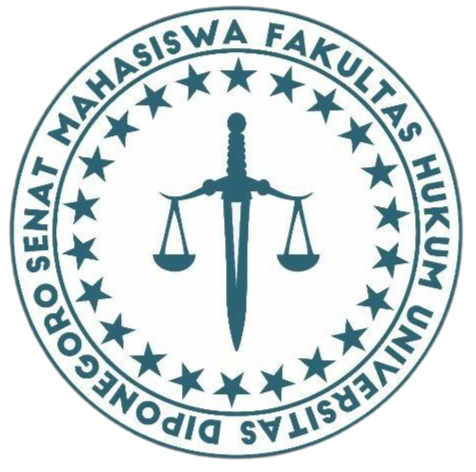 SENAT MAHASISWA FAKULTAS HUKUM UNIVERSITAS DIPONEGORO